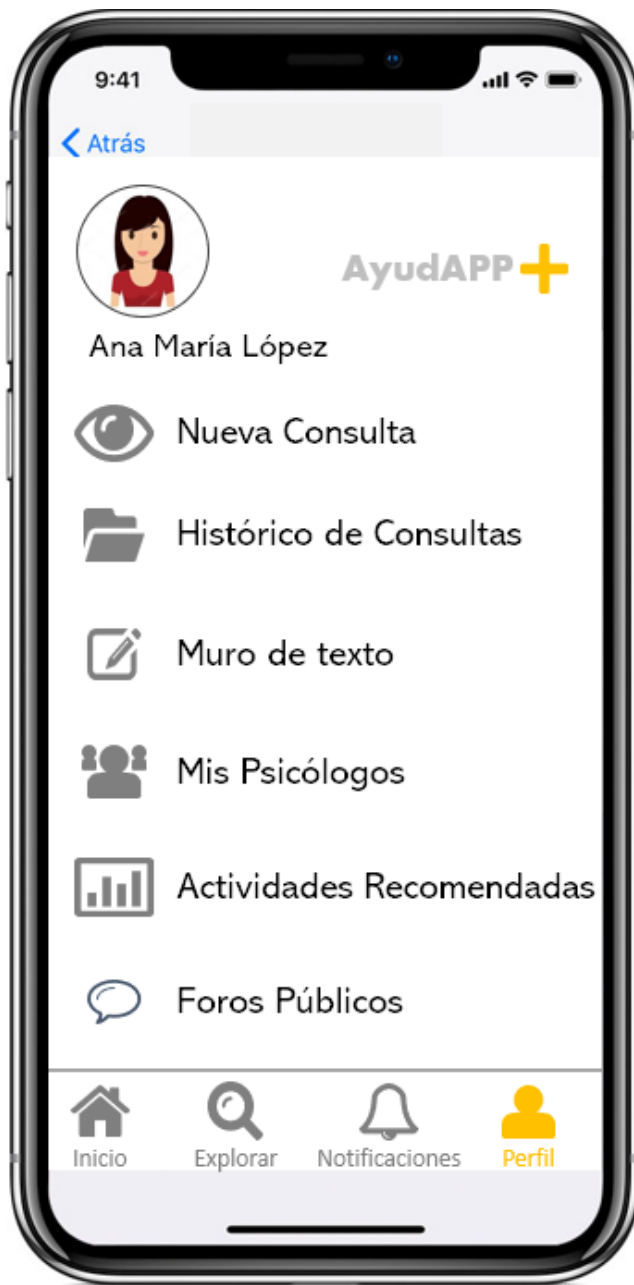 9:41
Atrás
AyudAPP
Ana María López
Nueva Consulta
Histórico de Consultas
Muro de texto
Mis Psicólogos
Actividades Recomendadas
Foros Públicos
Inicio Explorar Notificaciones Perfil